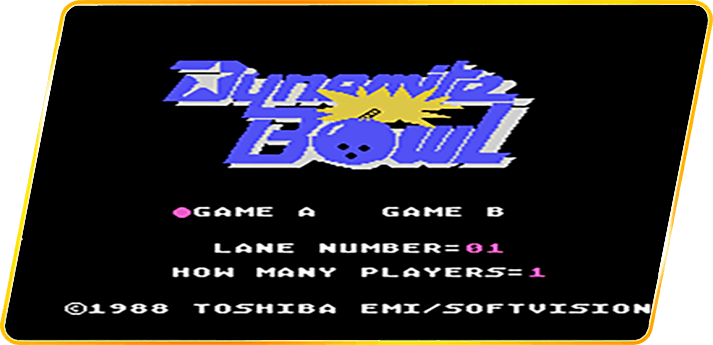 Dynamite
Bowl
GAME A GAME B
LANE NUMBER=01
HOW MANY PLAYERS=1
©1988 TOSHIBA EMI/SOFTVISION